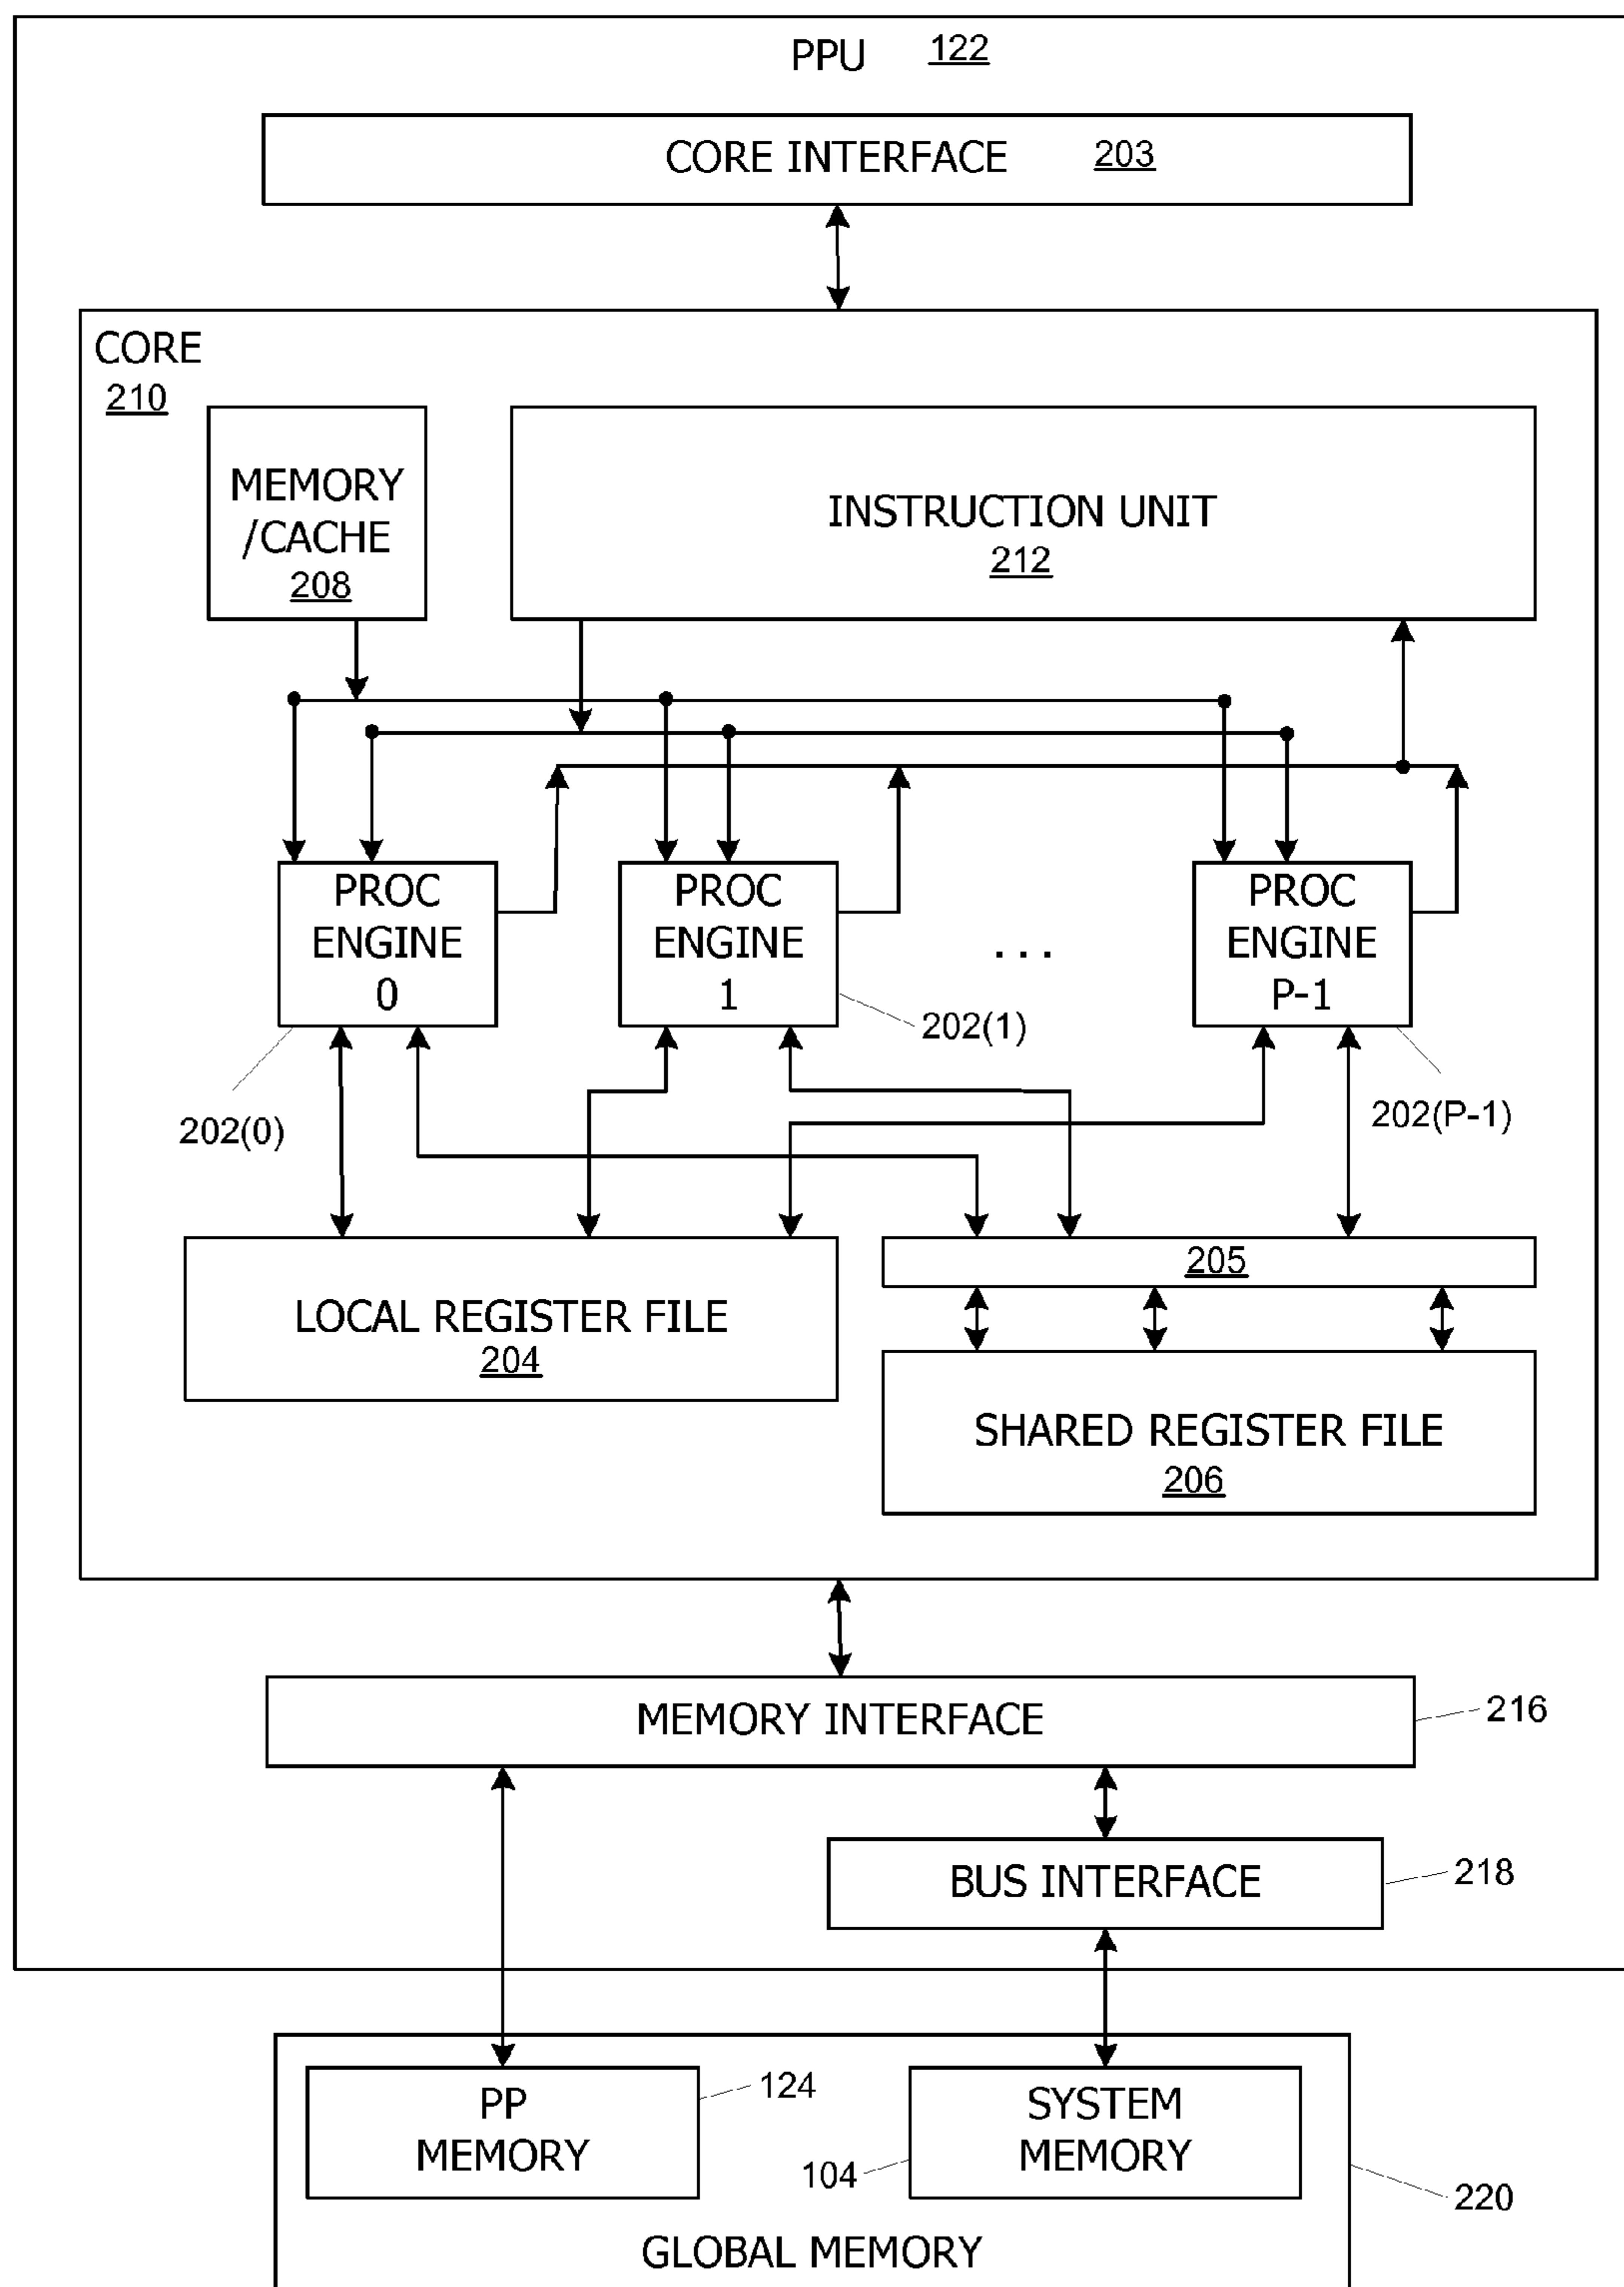 PPU 122
CORE INTERFACE 203
CORE
210
MEMORY
/CACHE
208
INSTRUCTION UNIT
212
PROC
ENGINE
0
PROC
ENGINE
1
...
PROC
ENGINE
P-1
202(0)
202(1)
202(P-1)
LOCAL REGISTER FILE
204
205
SHARED REGISTER FILE
206
MEMORY INTERFACE
216
BUS INTERFACE
218
PP
MEMORY
124
SYSTEM
MEMORY
104
220
GLOBAL MEMORY